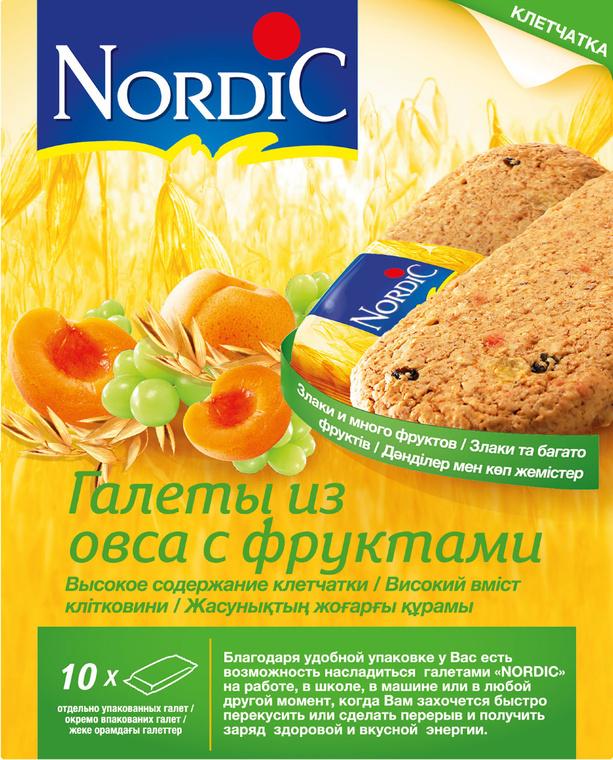 КЛЕТЧАТКА
NORDIC
NORDIC
Злаки и много фруктов / Злаки та багато
фруктів / Дәнділер мен көп жемістер
Галеты из
овса с фруктами
Высокое содержание клетчатки / Високий вміст
клітковини / Жасунықтың жоғарғы құрамы
10 x
отдельно упакованных галет /
окремо впакованих галет /
жеке орамдағы галеттер
Благодаря удобной упаковке у Вас есть
возможность насладиться галетами «NORDIC»
на работе, в школе, в машине или в любой
другой момент, когда Вам захочется быстро
перекусить или сделать перерыв и получить
заряд здоровой и вкусной энергии.